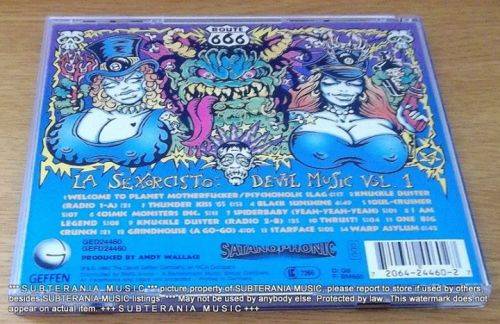 ROUTE
666
LA SEXORCISTO: DEVIL MUSIC VOL 1
1 WELCOME TO PLANET MOTHERFUCKER/PSYCHOHOLIC SLAG 2 KNUCKLE DUSTER
(RADIO 1-A) 3 THUNDER KISS '65 4 BLACK SUNSHINE 5 SOUL-CRUSHER
6 COSMIC MONSTERS INC. 7 SPIDERBABY (YEAH-YEAH-YEAH) 8 I AM
LEGEND 9 KNUCKLE DUSTER (RADIO 2-B) 10 THRUST! 11 ONE BIG
CRUNCH 12 GRINDHOUSE (A GO-GO) 13 STARFACE 14 WARP ASYLUM
GEFFEN
GED24460
GEFD24460
PRODUCED BY ANDY WALLACE
SATANOPHONIC
7 2064-24460-2
*** S U B T E R A N I A _ M U S I C *** picture property of SUBTERANIA MUSIC, please report to store if used by others
besides SUBTERANIA MUSIC listings. *** May not be used by anybody else. Protected by law. This watermark does not
appear on actual item. +++ S U B T E R A N I A M U S I C +++